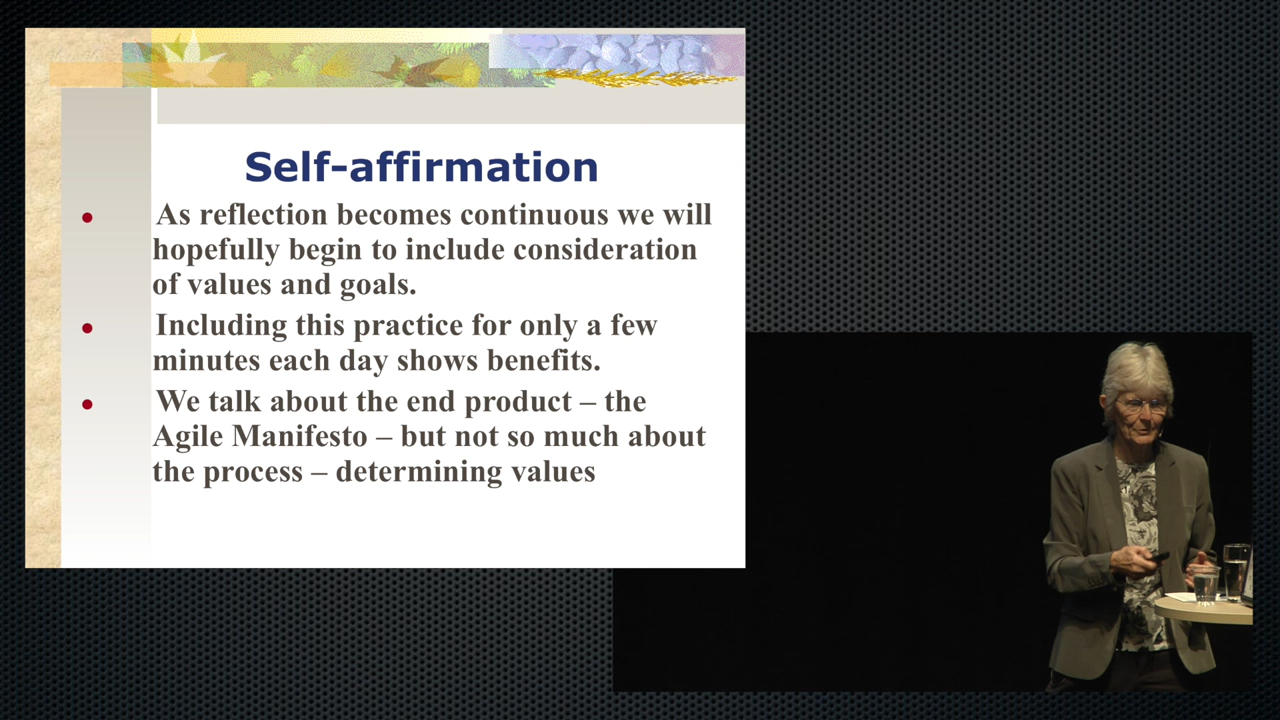 Self-affirmation
As reflection becomes continuous we will
hopefully begin to include consideration
of values and goals.
Including this practice for only a few
minutes each day shows benefits.
We talk about the end product – the
Agile Manifesto – but not so much about
the process – determining values